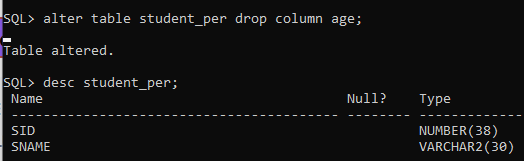 SQL> alter table student_per drop column age;
Table altered.
SQL> desc student_per;
Name                                      Null?    Type
----------------------------------------- -------- ----------------------------
SID                                                NUMBER(38)
SNAME                                              VARCHAR2(30)